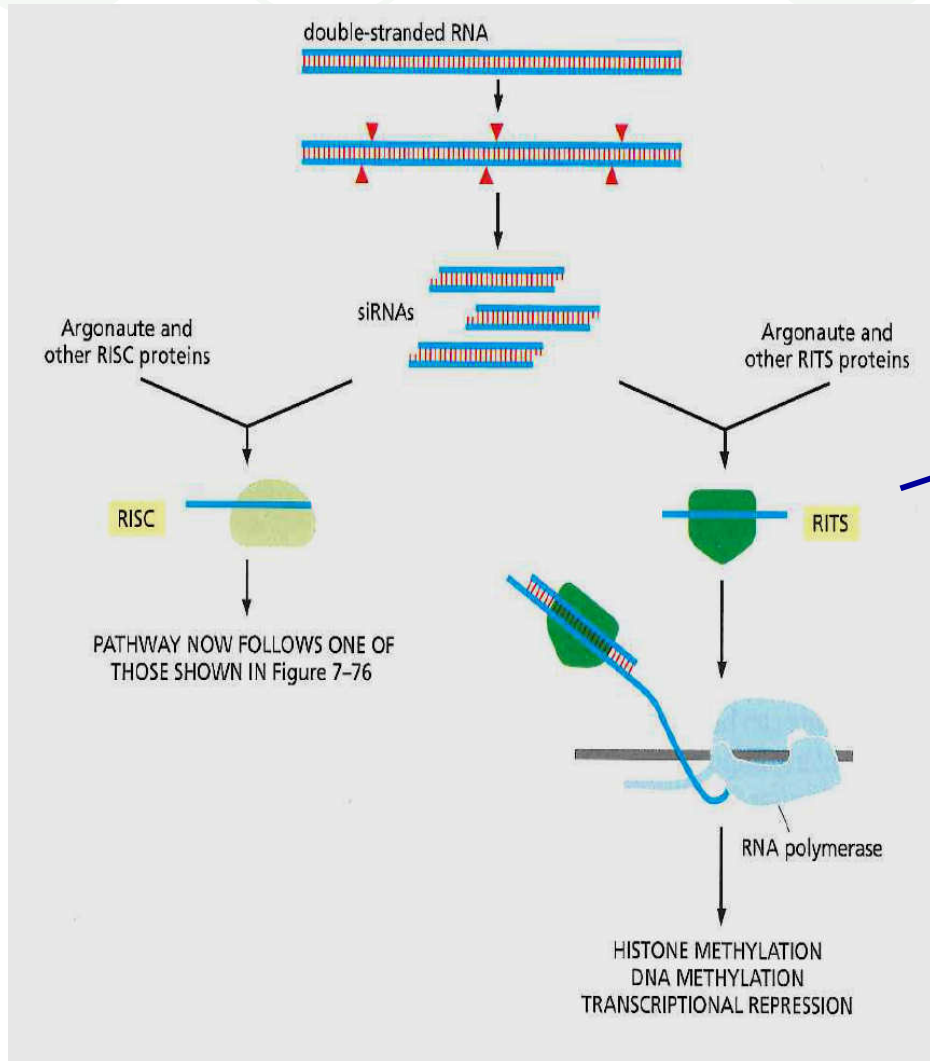 double-stranded RNA
siRNAs
Argonaute and
other RISC proteins
Argonaute and
other RITS proteins
RISC
RITS
PATHWAY NOW FOLLOWS ONE OF
THOSE SHOWN IN Figure 7–76
RNA polymerase
HISTONE METHYLATION
DNA METHYLATION
TRANSCRIPTIONAL REPRESSION